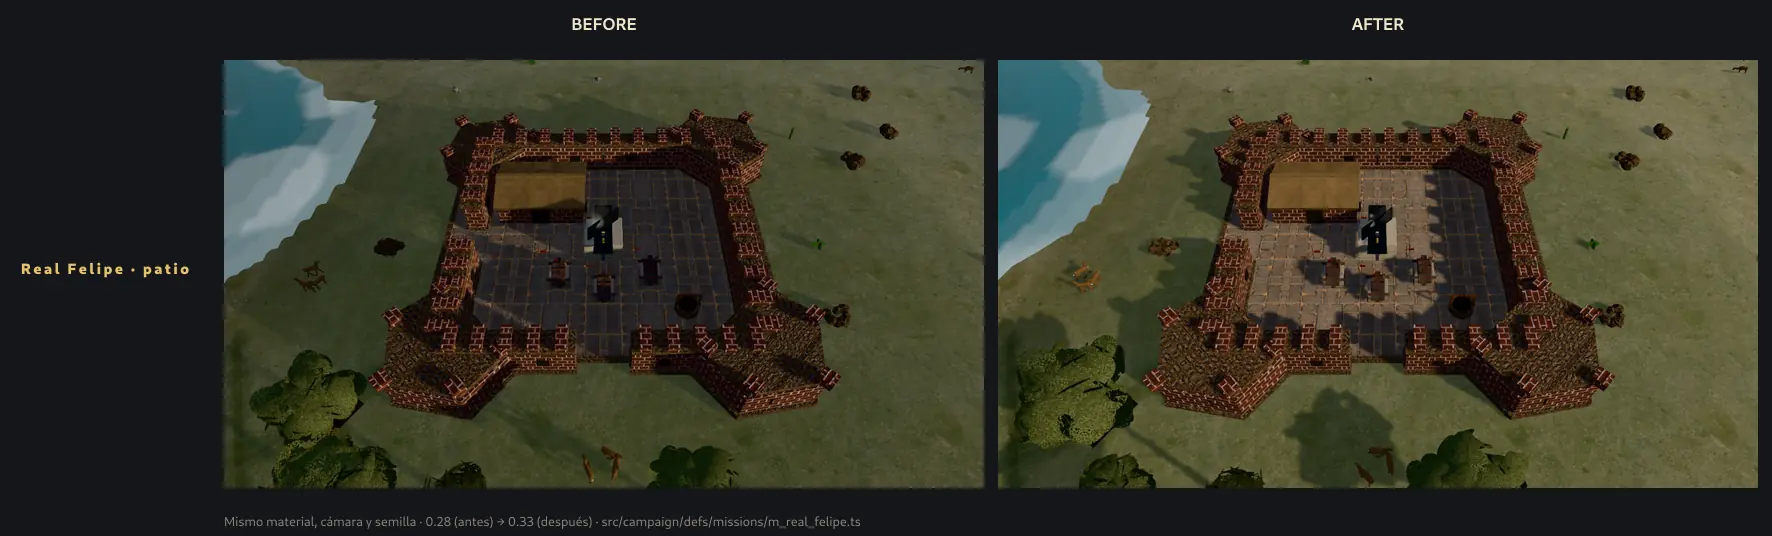 BEFORE
AFTER
Real Felipe · patio
Mismo material, cámara y semilla · 0.28 (antes) → 0.33 (después) · src/campaign/defs/missions/m_real_felipe.ts